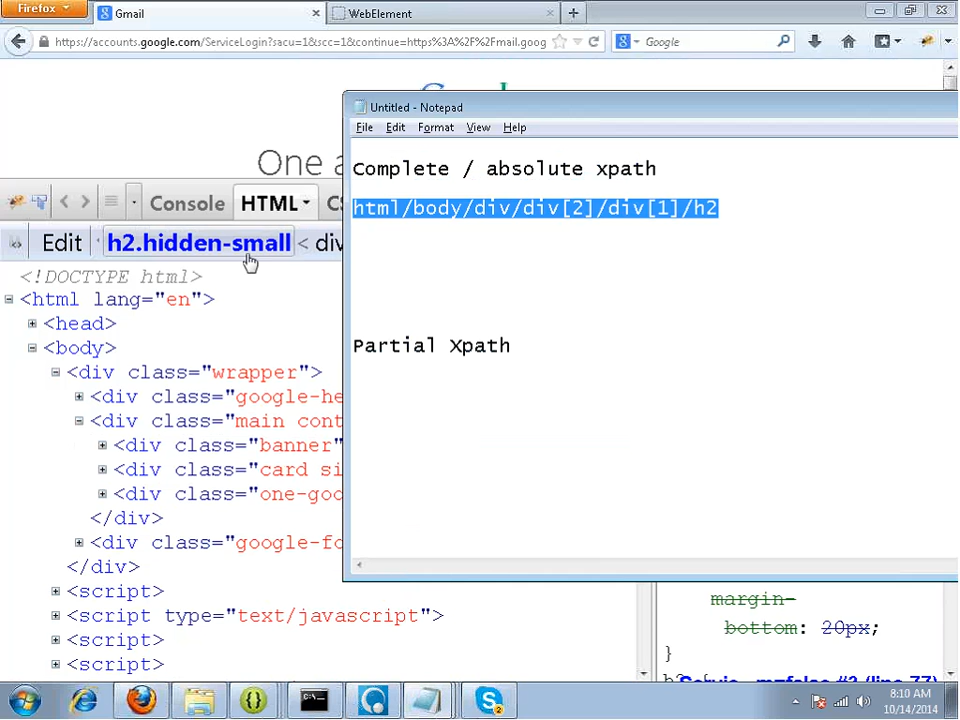 Firefox
Gmail
WebElement
https://accounts.google.com/ServiceLogin?sacu=1&scc=1&continue=https%3A%2F%2Fmail.goog
Google
One a
Untitled - Notepad
File Edit Format View Help
Complete / absolute xpath
html/body/div/div[2]/div[1]/h2
Partial Xpath
Console HTML CS
Edit h2.hidden-small < div
<!DOCTYPE html>
<html lang="en">
<head>
<body>
<div class="wrapper">
<div class="google-he
<div class="main cont
<div class="banner"
<div class="card si
<div class="one-goo
</div>
<div class="google-fo
</div>
<script>
<script type="text/javascript">
<script>
<script>
margin-
bottom: 20px;
}
8:10 AM
10/14/2014